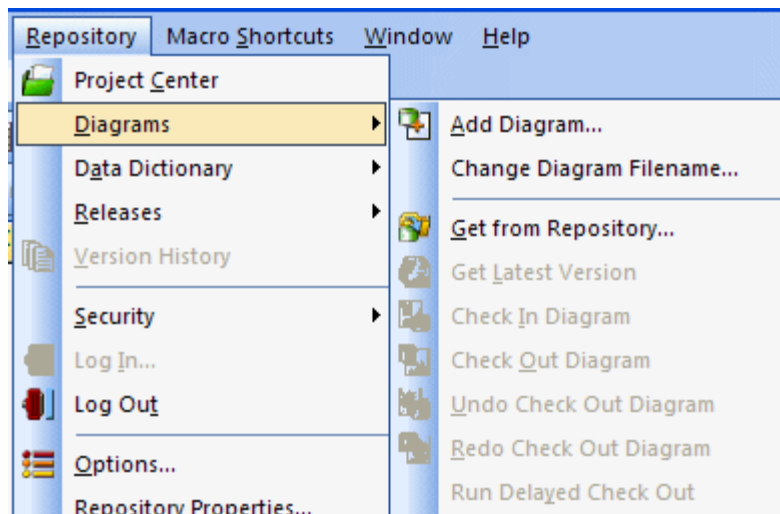 Repository Macro Shortcuts Window Help
Project Center
Diagrams
Data Dictionary
Releases
Version History
Security
Log In...
Log Out
Options...
Repository Properties...
Add Diagram...
Change Diagram Filename...
Get from Repository...
Get Latest Version
Check In Diagram
Check Out Diagram
Undo Check Out Diagram
Redo Check Out Diagram
Run Delayed Check Out